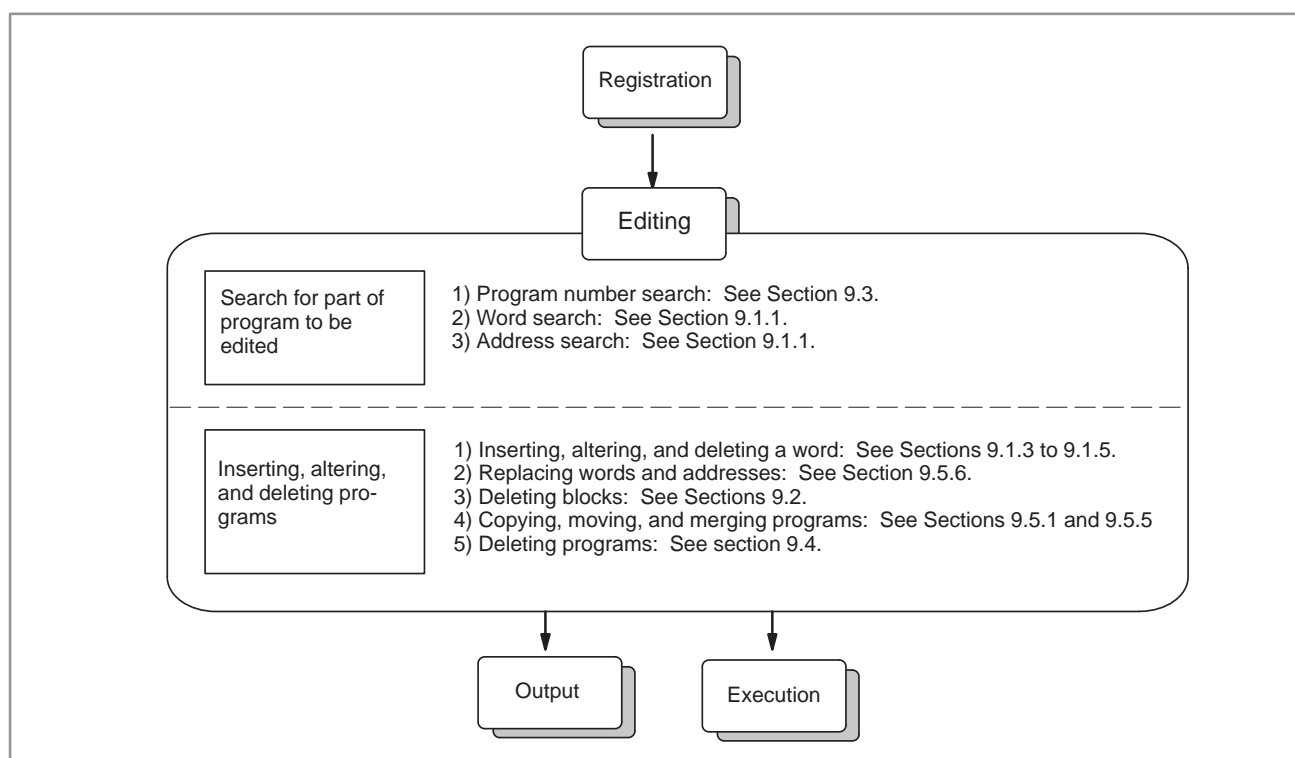 Registration
Editing
Search for part of
program to be
edited
1) Program number search: See Section 9.3.
2) Word search: See Section 9.1.1.
3) Address search: See Section 9.1.1.
Inserting, altering,
and deleting pro-
grams
1) Inserting, altering, and deleting a word: See Sections 9.1.3 to 9.1.5.
2) Replacing words and addresses: See Section 9.5.6.
3) Deleting blocks: See Sections 9.2.
4) Copying, moving, and merging programs: See Sections 9.5.1 and 9.5.5
5) Deleting programs: See section 9.4.
Output
Execution